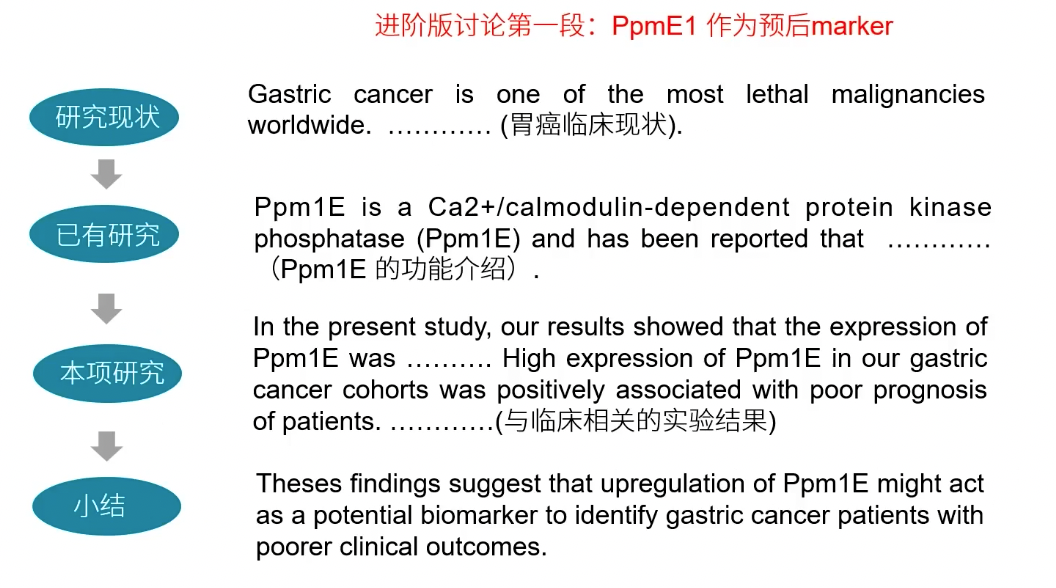 进阶版讨论第一段：PpmE1 作为预后marker
研究现状
Gastric cancer is one of the most lethal malignancies
worldwide. ………… (胃癌临床现状).
已有研究
Ppm1E is a Ca2+/calmodulin-dependent protein kinase
phosphatase (Ppm1E) and has been reported that …………
（Ppm1E 的功能介绍）.
本项研究
In the present study, our results showed that the expression of
Ppm1E was ………. High expression of Ppm1E in our gastric
cancer cohorts was positively associated with poor prognosis
of patients. …………(与临床相关的实验结果)
小结
Theses findings suggest that upregulation of Ppm1E might act
as a potential biomarker to identify gastric cancer patients with
poorer clinical outcomes.